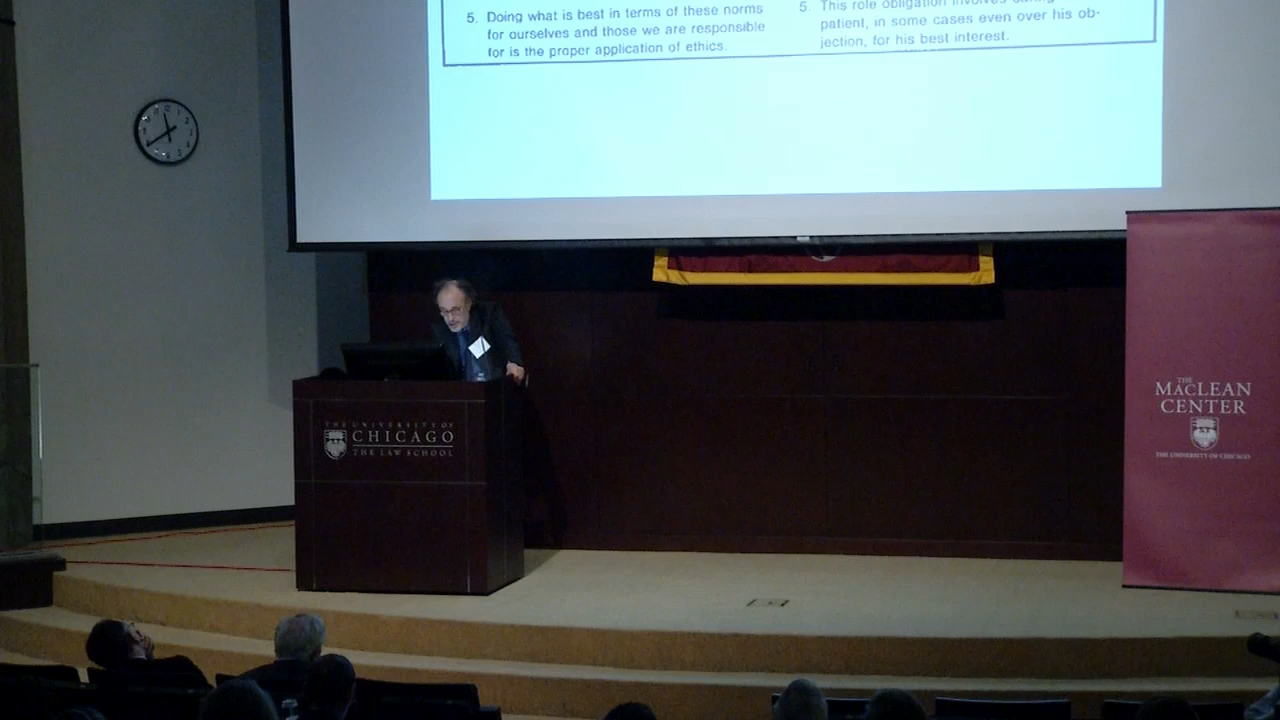 5. Doing what is best in terms of these norms
for ourselves and those we are responsible
for is the proper application of ethics.
5. This role obligation involves caring
patient, in some cases even over his ob-
jection, for his best interest.
THE UNIVERSITY OF
CHICAGO
THE LAW SCHOOL
THE
MACLEAN
CENTER
THE UNIVERSITY OF CHICAGO